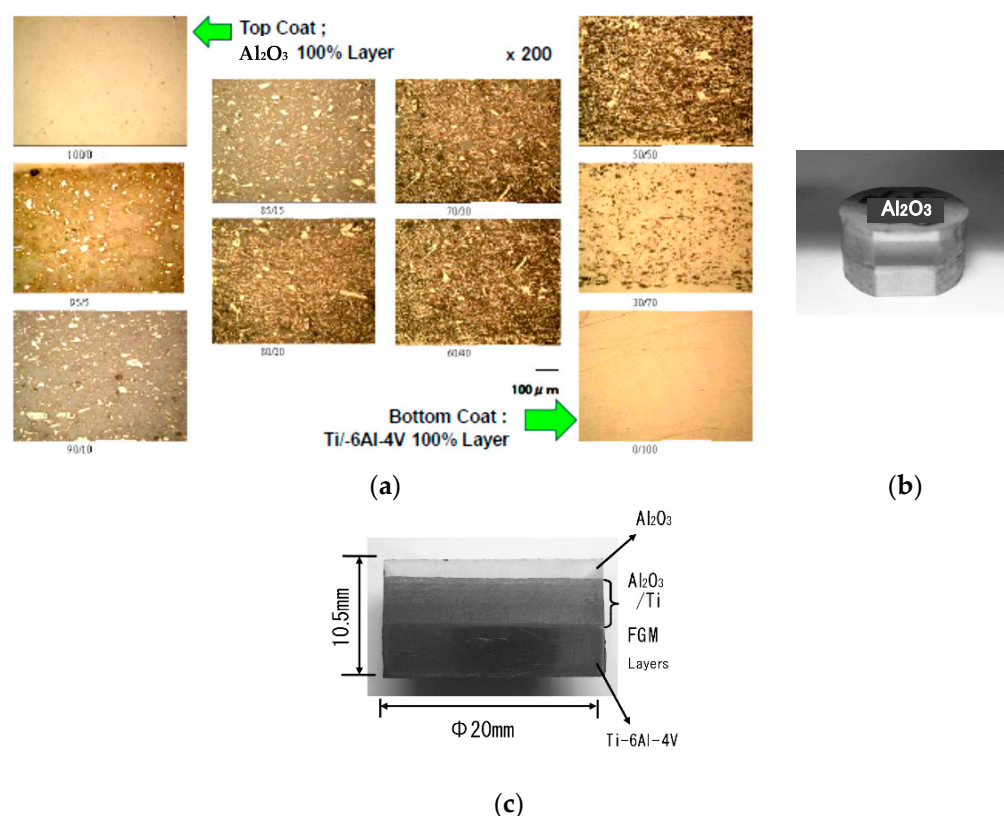 Top Coat ;
Al₂O₃ 100% Layer
x 200
100/0
95/5
90/10
85/15
80/20
70/30
60/40
100μm
50/50
30/70
0/100
Bottom Coat :
Ti/-6Al-4V 100% Layer
(a)
Al₂O₃
(b)
Al₂O₃
Al₂O₃
/Ti
FGM
Layers
Ti-6Al-4V
10.5mm
Φ20mm
(c)